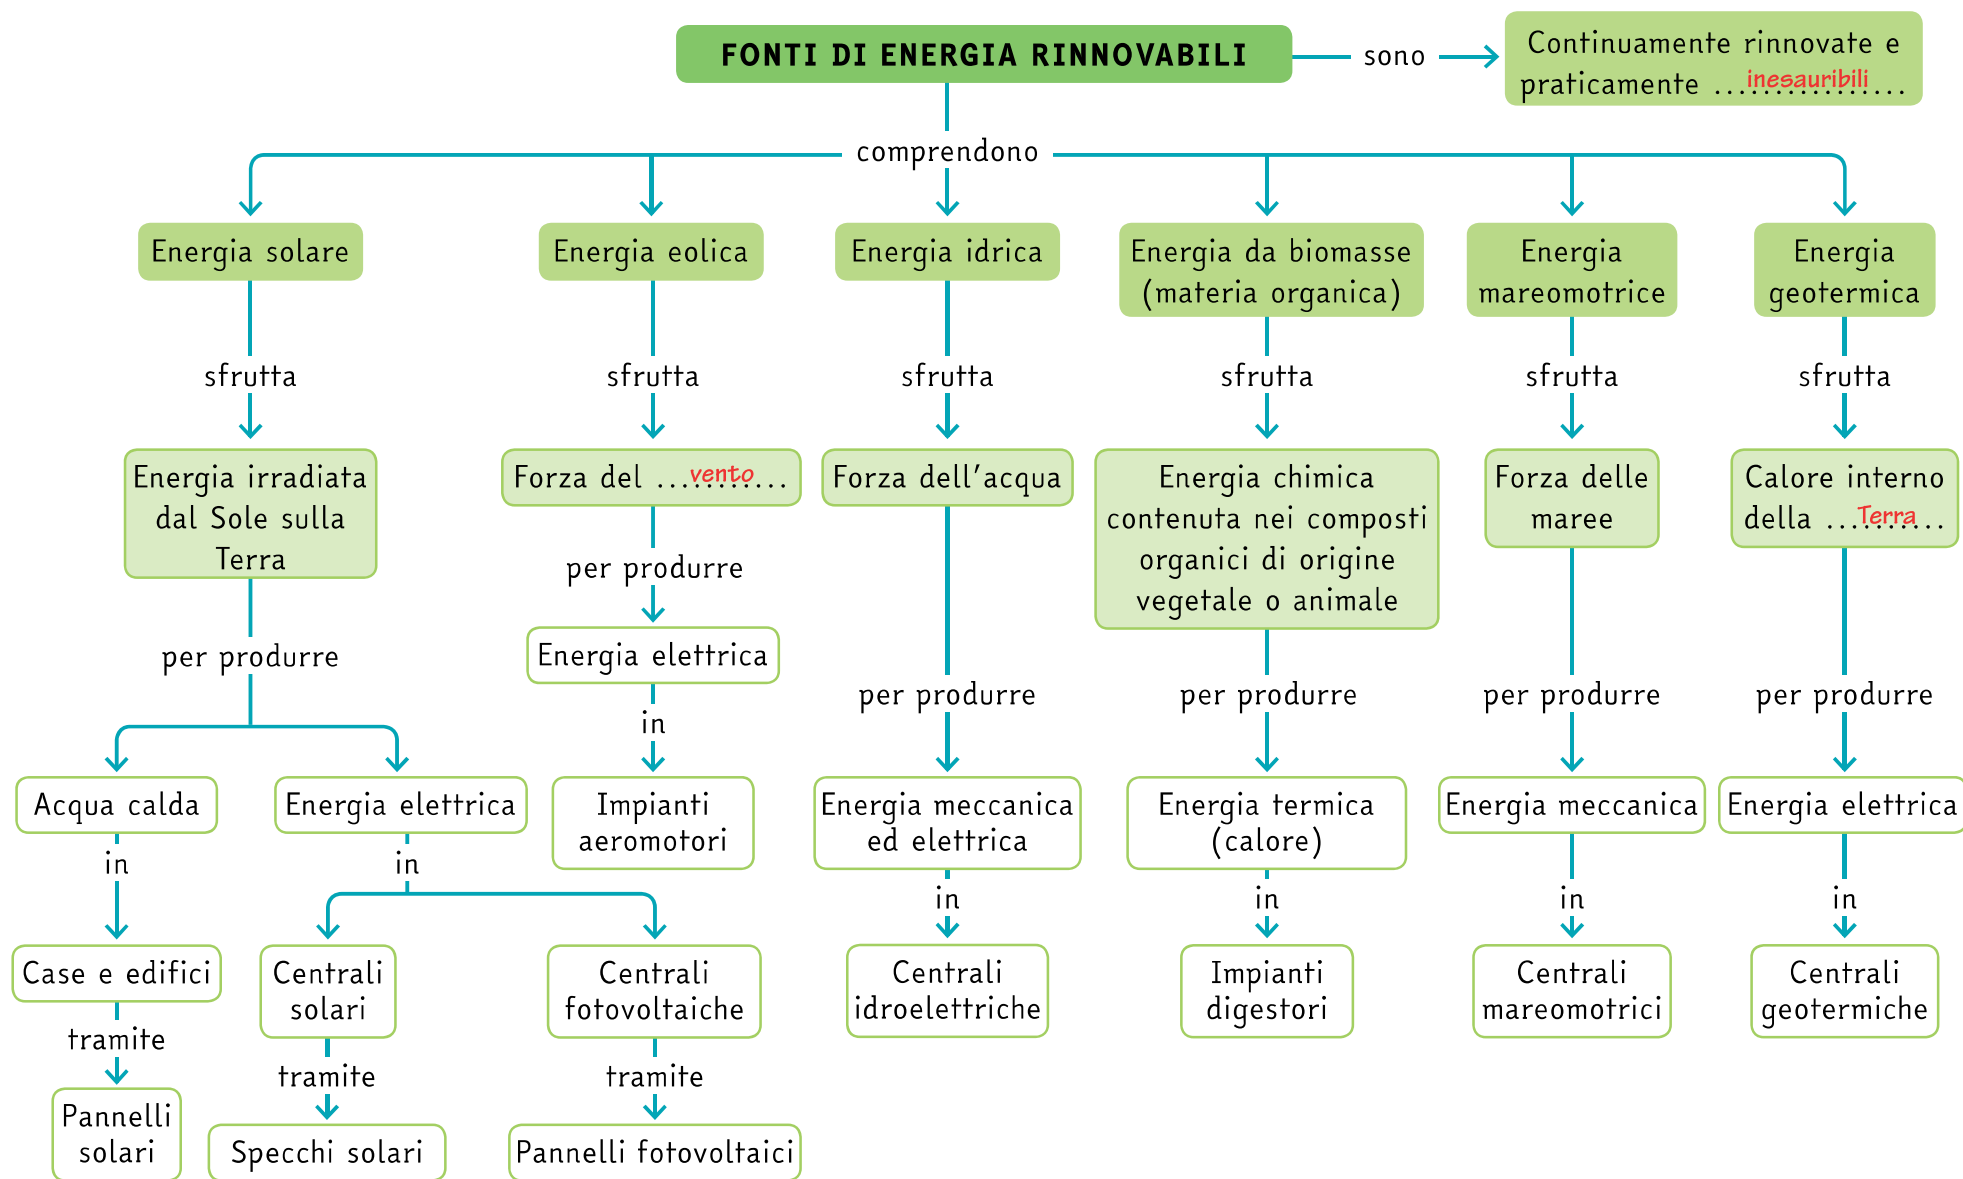 FONTI DI ENERGIA RINNOVABILI
sono
Continuamente rinnovate e
praticamente ...inesauribili...
comprendono
Energia solare
sfrutta
Energia irradiata
dal Sole sulla
Terra
per produrre
Acqua calda
in
Case e edifici
tramite
Pannelli
solari
Energia elettrica
in
Centrali
solari
tramite
Specchi solari
Centrali
fotovoltaiche
tramite
Pannelli fotovoltaici
Energia eolica
sfrutta
Forza del ...vento...
per produrre
Energia elettrica
in
Impianti
aeromotori
Energia idrica
sfrutta
Forza dell'acqua
per produrre
Energia meccanica
ed elettrica
in
Centrali
idroelettriche
Energia da biomasse
(materia organica)
sfrutta
Energia chimica
contenuta nei composti
organici di origine
vegetale o animale
per produrre
Energia termica
(calore)
in
Impianti
digestori
Energia
mareomotrice
sfrutta
Forza delle
maree
per produrre
Energia meccanica
in
Centrali
mareomotrici
Energia
geotermica
sfrutta
Calore interno
della ...Terra...
per produrre
Energia elettrica
in
Centrali
geotermiche